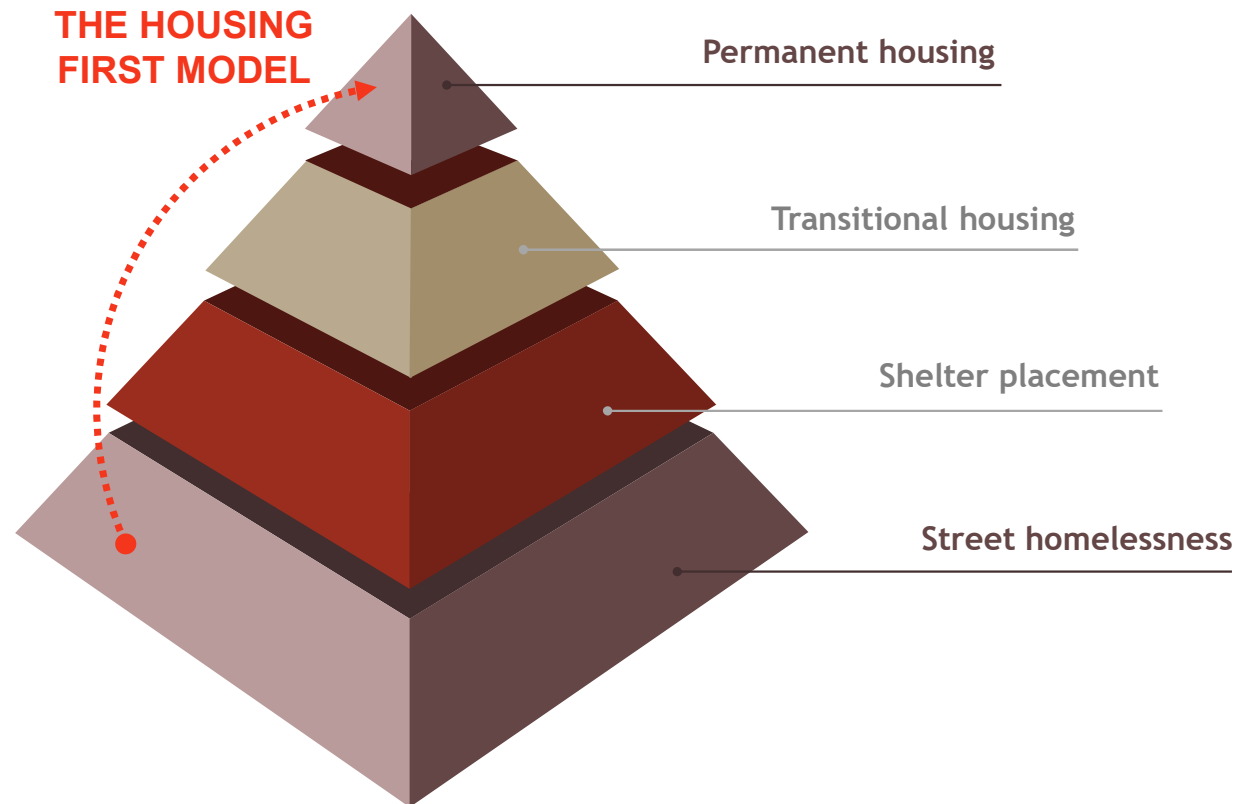 THE HOUSING
FIRST MODEL
Permanent housing
Transitional housing
Shelter placement
Street homelessness